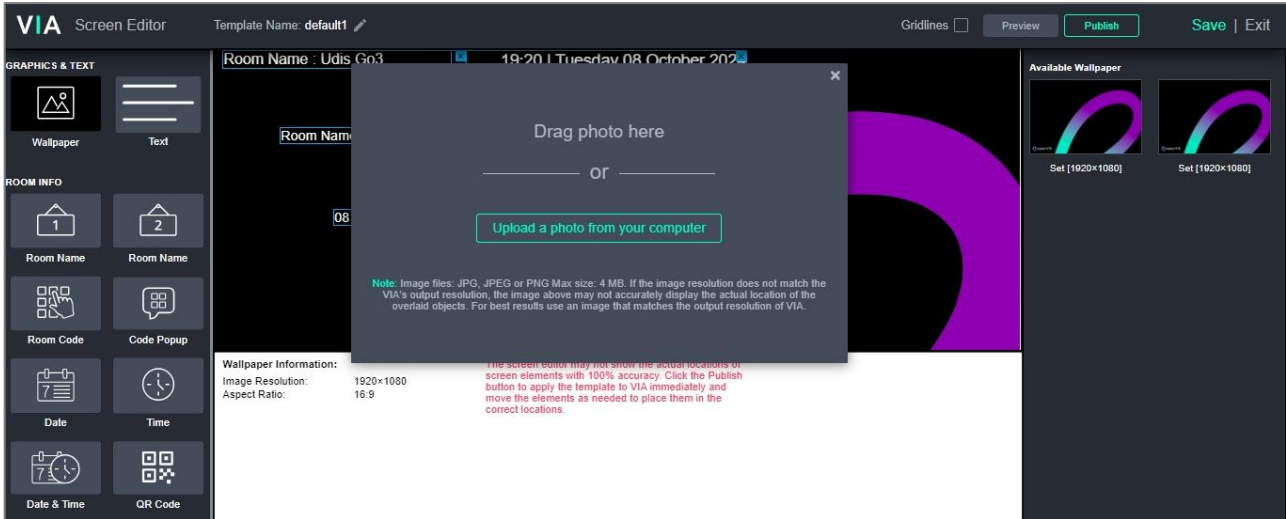 VIA Screen Editor
Template Name: default1
Gridlines
Preview
Publish
Save | Exit
GRAPHICS & TEXT
Wallpaper
Text
ROOM INFO
1
Room Name
2
Room Name
Room Code
Code Popup
7
Date
Time
7
Date & Time
QR Code
Room Name : Udis Go3
19:20 | Tuesday 08 October 202
Room Nam
08
×
Drag photo here
or
Upload a photo from your computer
Note: Image files: JPG, JPEG or PNG Max size: 4 MB. If the image resolution does not match the
VIA's output resolution, the image above may not accurately display the actual location of the
overlaid objects. For best results use an image that matches the output resolution of VIA.
Wallpaper Information:
Image Resolution: 1920×1080
Aspect Ratio: 16:9
The screen editor may not show the actual locations of
screen elements with 100% accuracy. Click the Publish
button to apply the template to VIA immediately and
move the elements as needed to place them in the
correct locations.
Available Wallpaper
Set [1920×1080]
Set [1920×1080]